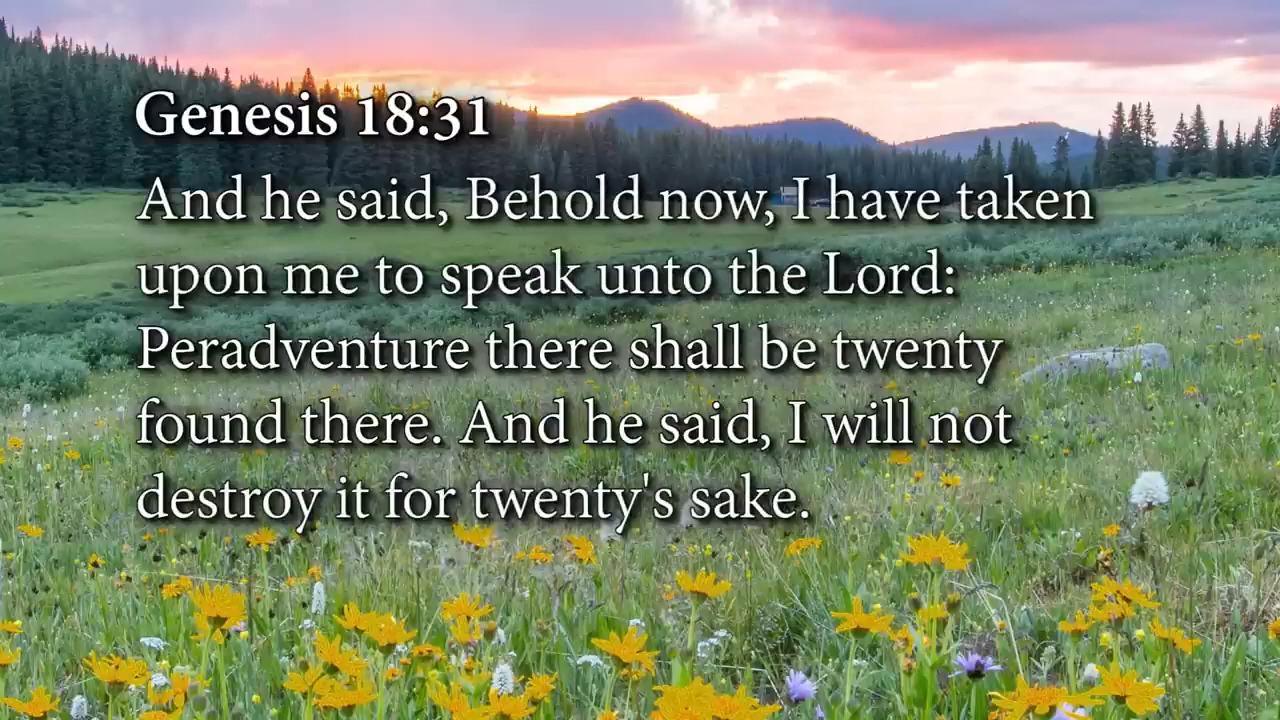 Genesis 18:31
And he said, Behold now, I have taken
upon me to speak unto the Lord:
Peradventure there shall be twenty
found there. And he said, I will not
destroy it for twenty's sake.